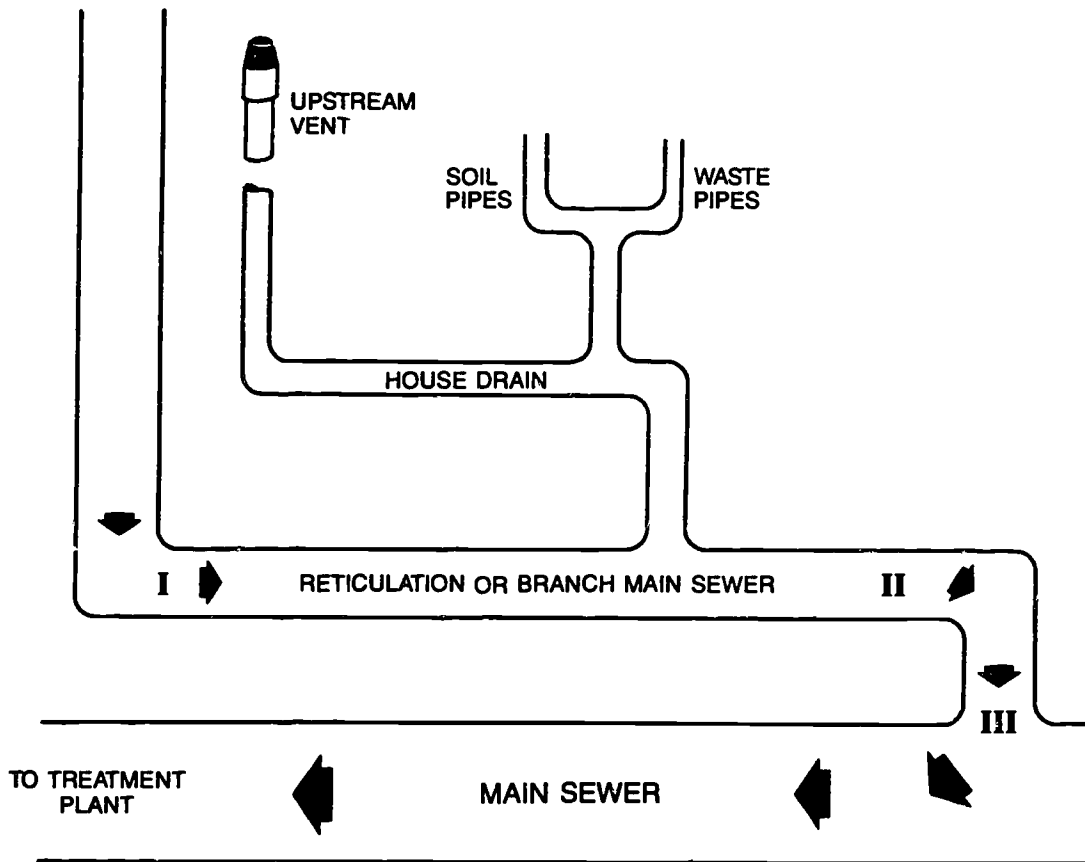 UPSTREAM
VENT
SOIL
PIPES
WASTE
PIPES
HOUSE DRAIN
I
RETICULATION OR BRANCH MAIN SEWER
II
III
TO TREATMENT
PLANT
MAIN SEWER